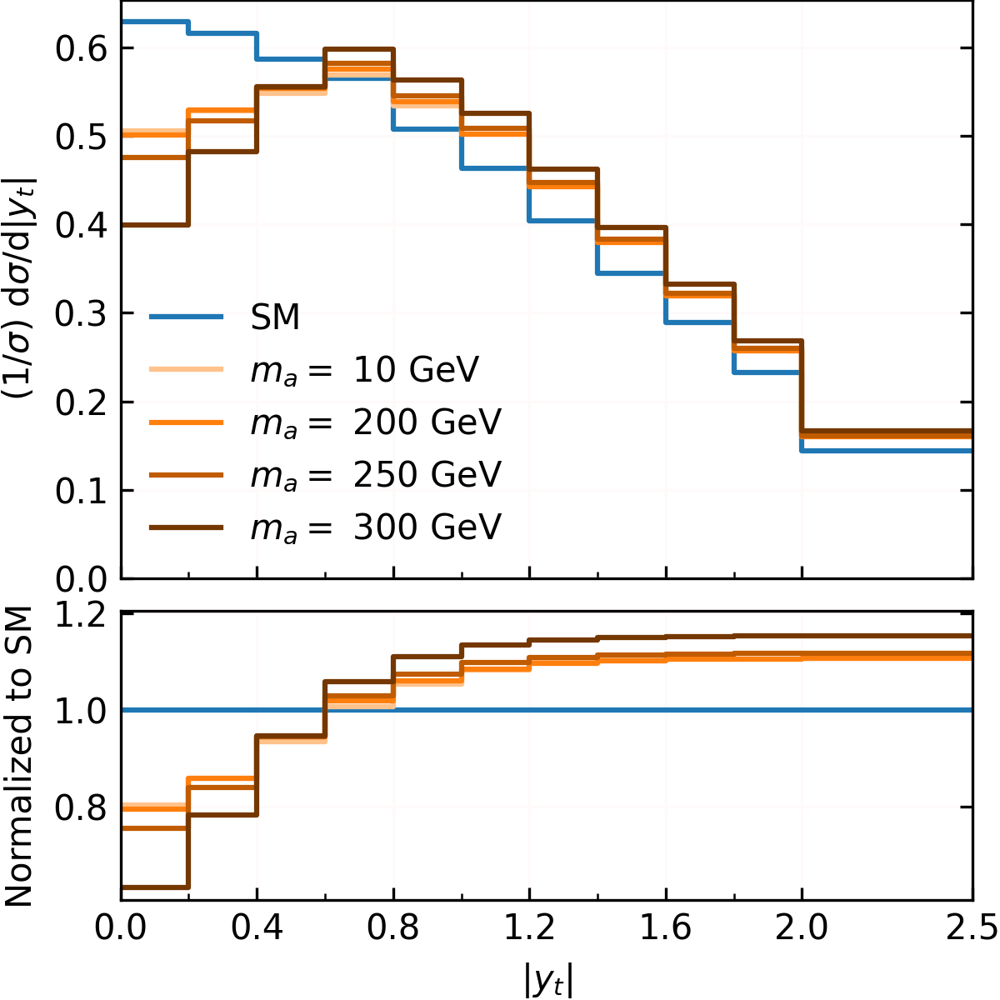 (1/σ) dσ/d|y_t|
0.6
0.5
0.4
0.3
0.2
0.1
0.0
SM
m_a = 10 GeV
m_a = 200 GeV
m_a = 250 GeV
m_a = 300 GeV
Normalized to SM
1.2
1.0
0.8
0.0 0.4 0.8 1.2 1.6 2.0 2.5
|y_t|